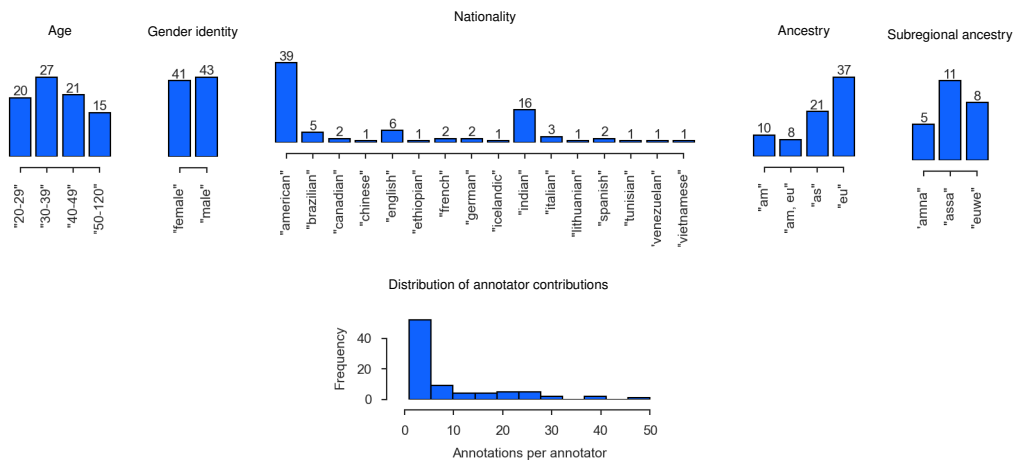 Age
20
27
21
15
"20-29"
"30-39"
"40-49"
"50-120"
Gender identity
41
43
"female"
"male"
Nationality
39
5
2
1
6
1
2
2
1
16
3
1
2
1
1
1
"american"
"brazilian"
"canadian"
"chinese"
"english"
"ethiopian"
"french"
"german"
"icelandic"
"indian"
"italian"
"lithuanian"
"spanish"
"tunisian"
'venezuelan"
"vietnamese"
Ancestry
10
8
21
37
"am"
"am, eu"
"as"
"eu"
Subregional ancestry
5
11
8
'amna"
"assa"
"euwe"
Distribution of annotator contributions
Frequency
40
20
0
0
10
20
30
40
50
Annotations per annotator